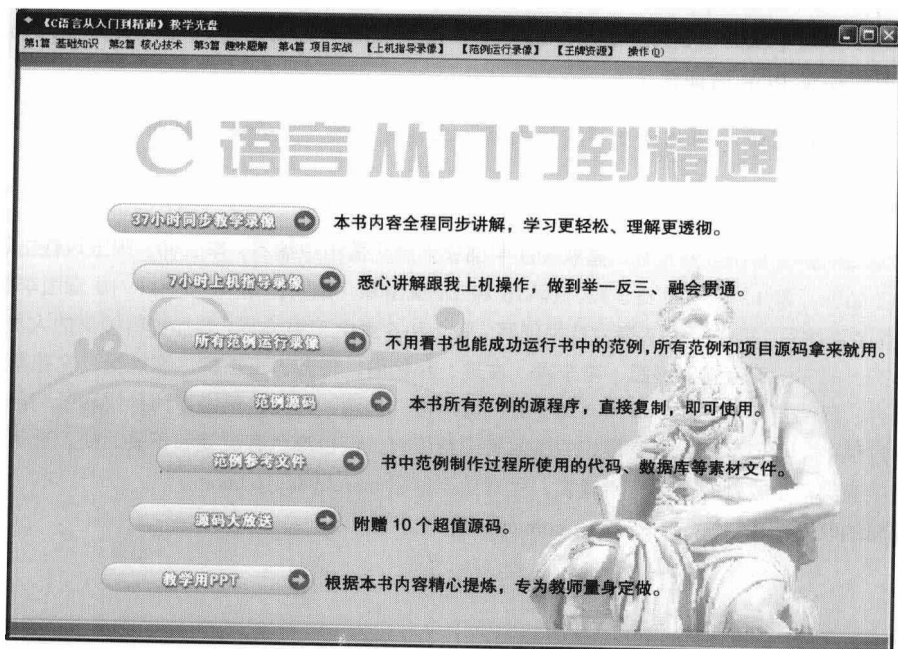 《C语言从入门到精通》教学光盘
第1篇 基础知识 第2篇 核心技术 第3篇 趣味题解 第4篇 项目实战 【上机指导录像】 【范例运行录像】 【王牌资源】 操作(O)
C 语言从入门到精通
37小时同步教学录像 本书内容全程同步讲解，学习更轻松、理解更透彻。
7小时上机指导录像 悉心讲解跟我上机操作，做到举一反三、融会贯通。
所有范例运行录像 不用看书也能成功运行书中的范例，所有范例和项目源码拿来就用。
范例源码 本书所有范例的源程序，直接复制，即可使用。
范例参考文件 书中范例制作过程所使用的代码、数据库等素材文件。
源码大放送 附赠 10 个超值源码。
教学用PPT 根据本书内容精心提炼，专为教师量身定做。